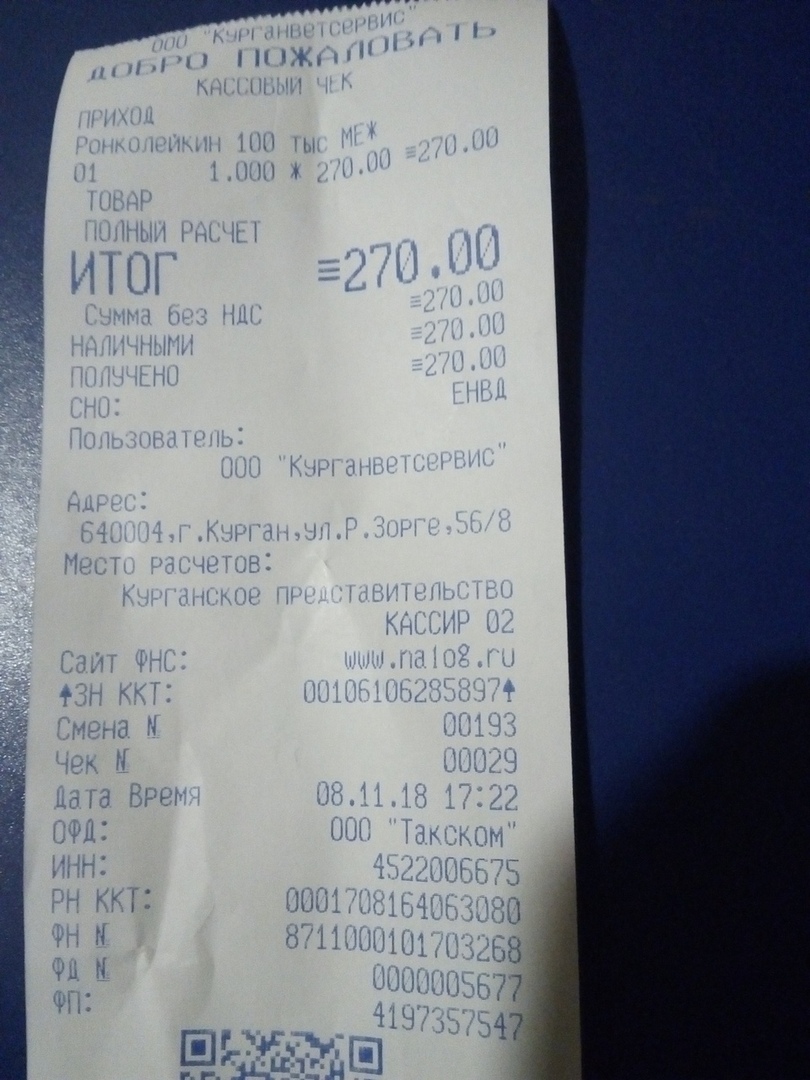 ООО "Курганветсервис"
ДОБРО ПОЖАЛОВАТЬ
КАССОВЫЙ ЧЕК
ПРИХОД
Ронколейкин 100 тыс МЕЖ
01 1.000 * 270.00 ≡270.00
ТОВАР
ПОЛНЫЙ РАСЧЕТ
ИТОГ ≡270.00
Сумма без НДС ≡270.00
НАЛИЧНЫМИ ≡270.00
ПОЛУЧЕНО ≡270.00
СНО: ЕНВД
Пользователь:
ООО "Курганветсервис"
Адрес:
640004,г.Курган,ул.Р.Зорге,56/8
Место расчетов:
Курганское представительство
КАССИР 02
Сайт ФНС: www.nalog.ru
ЗН ККТ: 00106106285897
Смена № 00193
Чек № 00029
Дата Время 08.11.18 17:22
ОФД: ООО "Такском"
ИНН: 4522006675
РН ККТ: 0001708164063080
ФН № 8711000101703268
ФД № 0000005677
ФП: 4197357547